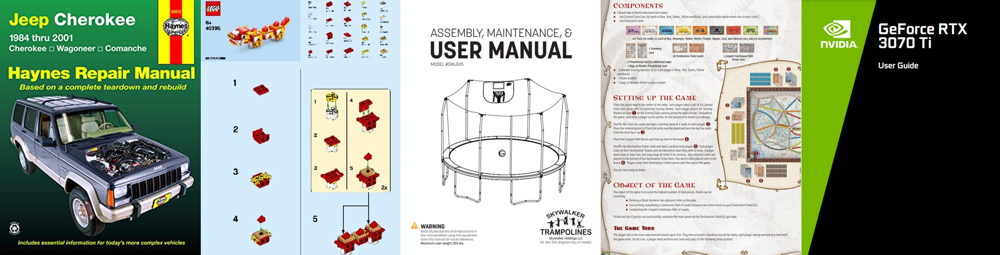 50010
Haynes
Jeep Cherokee
1984 thru 2001
Cherokee □ Wagoneer □ Comanche
Haynes Repair Manual
Based on a complete teardown and rebuild
Jeep
Haynes
Includes essential information for today's more complex vehicles
LEGO
6+
40395
1
2
3
4
1
2
3
4
5
2x
5
ASSEMBLY, MAINTENANCE, &
USER MANUAL
MODEL #SWJD15
WARNING
Read all precautions and instructions in
this manual before using this equipment.
Save this manual for future reference.
Maximum user weight 200 lbs.
SKYWALKER
TRAMPOLINES
Skywalker Holdings LLC
P.O. Box 574, Brigham City, UT 84302
COMPONENTS
1 Board map of North American train routes
240 Colored Train Cars (45 each in Blue, Red, Green, Yellow and Black, plus some extra replacement cars in each color)
144 Illustrated cards:
110 Train Car cards (12 each of Box, Passenger, Tanker, Reefer, Freight, Hopper, Coal, and Caboose cars, plus 14 Locomotives)
1 Summary
card
30 Destination Ticket cards
1 Longest Continuous Path
Bonus card
- 1 Promotional card for additional maps
- 1 Days of Wonder Promotional card
5 Wooden Scoring Markers (1 for each player in Blue, Red, Green, Yellow
and Black)
1 Rules booklet
1 Days of Wonder Online access number
SETTING UP THE GAME
Place the board map in the center of the table. Each player takes a set of 45 Colored
Train Cars along with its matching Scoring Marker. Each player places his Scoring
Marker on Start 1 on the Scoring Track running along the map's border. Throughout
the game, each time a player scores points, he will advance his marker accordingly.
Shuffle the Train Car cards and deal a starting hand of 4 cards to each player 2.
Place the remaining deck of Train Car cards near the board and turn the top five cards
from the deck face-up 3.
Place the Longest Path Bonus card face up next to the board 4.
Shuffle the Destination Ticket cards and deal 3 cards to each player 5. Each player
looks at their Destination Tickets and decides which ones they wish to keep. A player
must keep at least two, but may keep all three if he chooses. Any returned cards are
placed on the bottom of the Destination Ticket deck. This deck is then placed next to the
board 6. Players keep their Destination Tickets secret until the end of the game.
You are now ready to begin.
OBJECT OF THE GAME
The object of the game is to score the highest number of total points. Points can be
scored by:
Claiming a Route between two adjacent cities on the map;
Successfully completing a Continuous Path of routes between two cities listed on your Destination Ticket(s);
Completing the Longest Continuous Path of routes.
Points are lost if you do not successfully complete the route given on the Destination Ticket(s) you kept.
THE GAME TURN
The player who is the most experienced traveler goes first. Play then proceeds clockwise around the table, each player taking one turn at a time until
the game ends. On his turn, a player must perform one (and only one) of the following three actions:
NVIDIA.
GeForce RTX
3070 Ti
User Guide